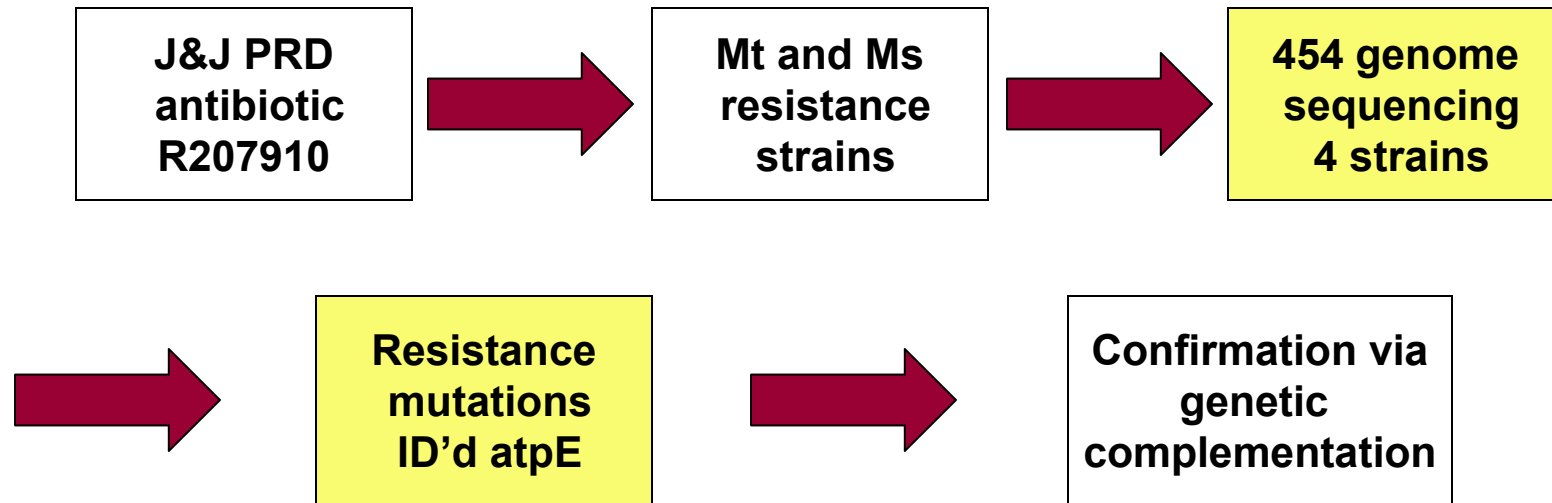 J&J PRD
antibiotic
R207910
Mt and Ms
resistance
strains
454 genome
sequencing
4 strains
Resistance
mutations
ID’d atpE
Confirmation via
genetic
complementation